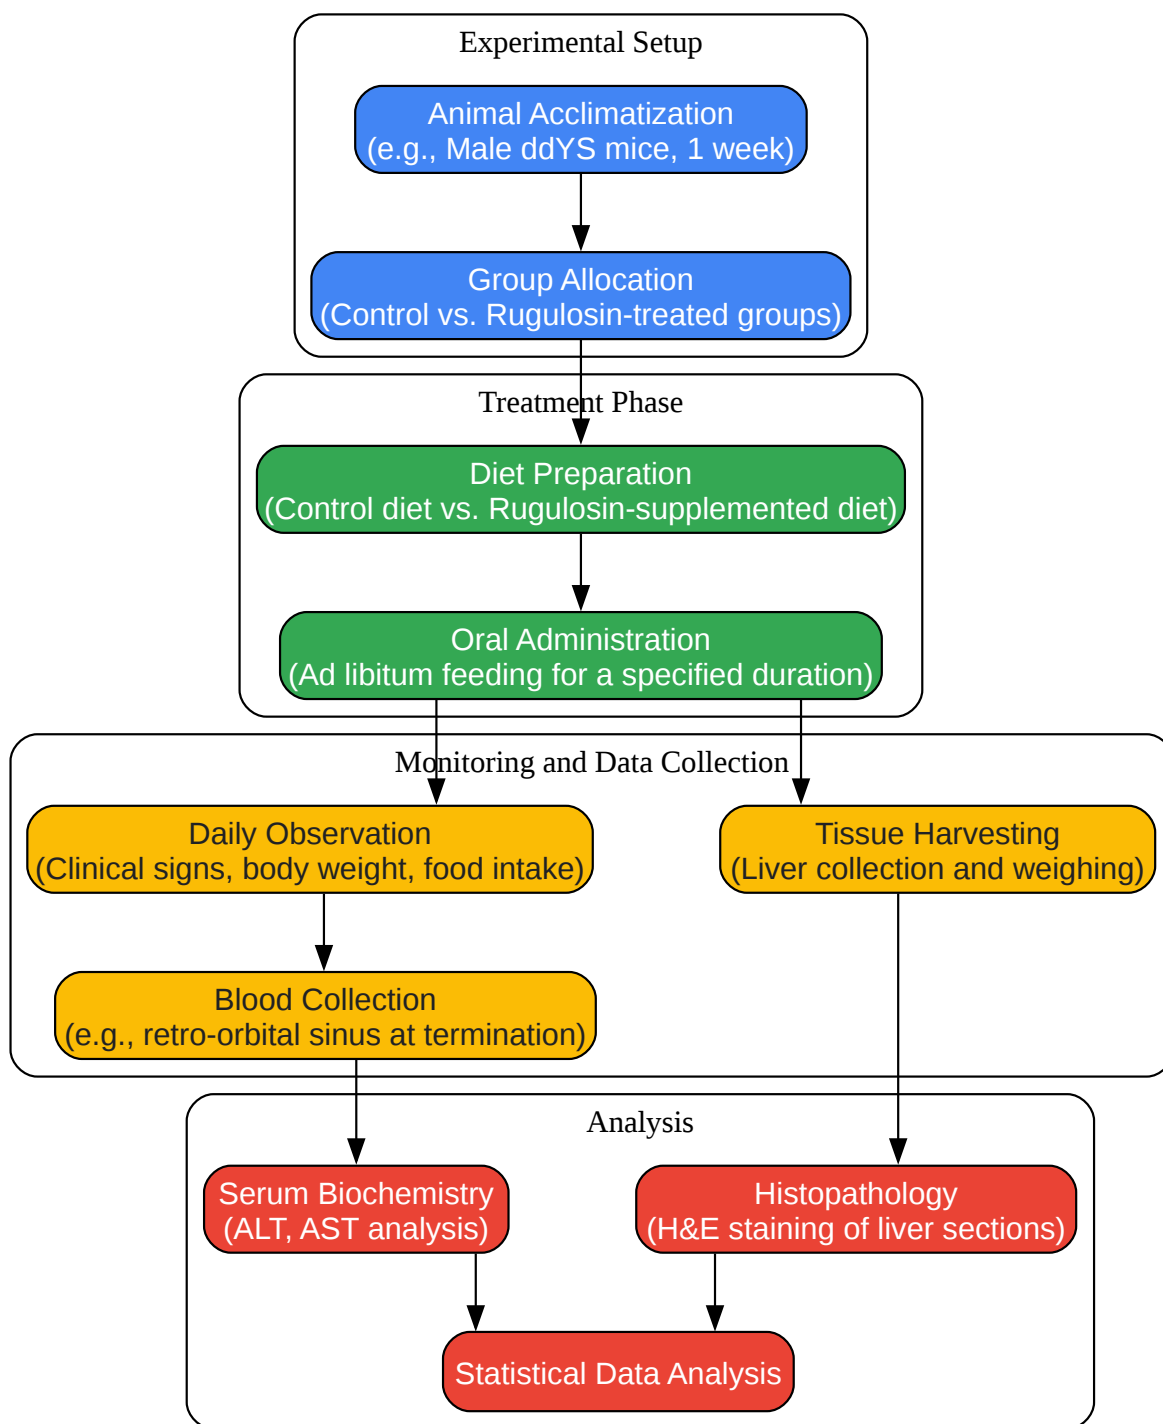 Experimental Setup
Animal Acclimatization
(e.g., Male ddYS mice, 1 week)
Group Allocation
(Control vs. Rugulosin-treated groups)
Treatment Phase
Diet Preparation
(Control diet vs. Rugulosin-supplemented diet)
Oral Administration
(Ad libitum feeding for a specified duration)
Monitoring and Data Collection
Daily Observation
(Clinical signs, body weight, food intake)
Tissue Harvesting
(Liver collection and weighing)
Blood Collection
(e.g., retro-orbital sinus at termination)
Analysis
Serum Biochemistry
(ALT, AST analysis)
Histopathology
(H&E staining of liver sections)
Statistical Data Analysis